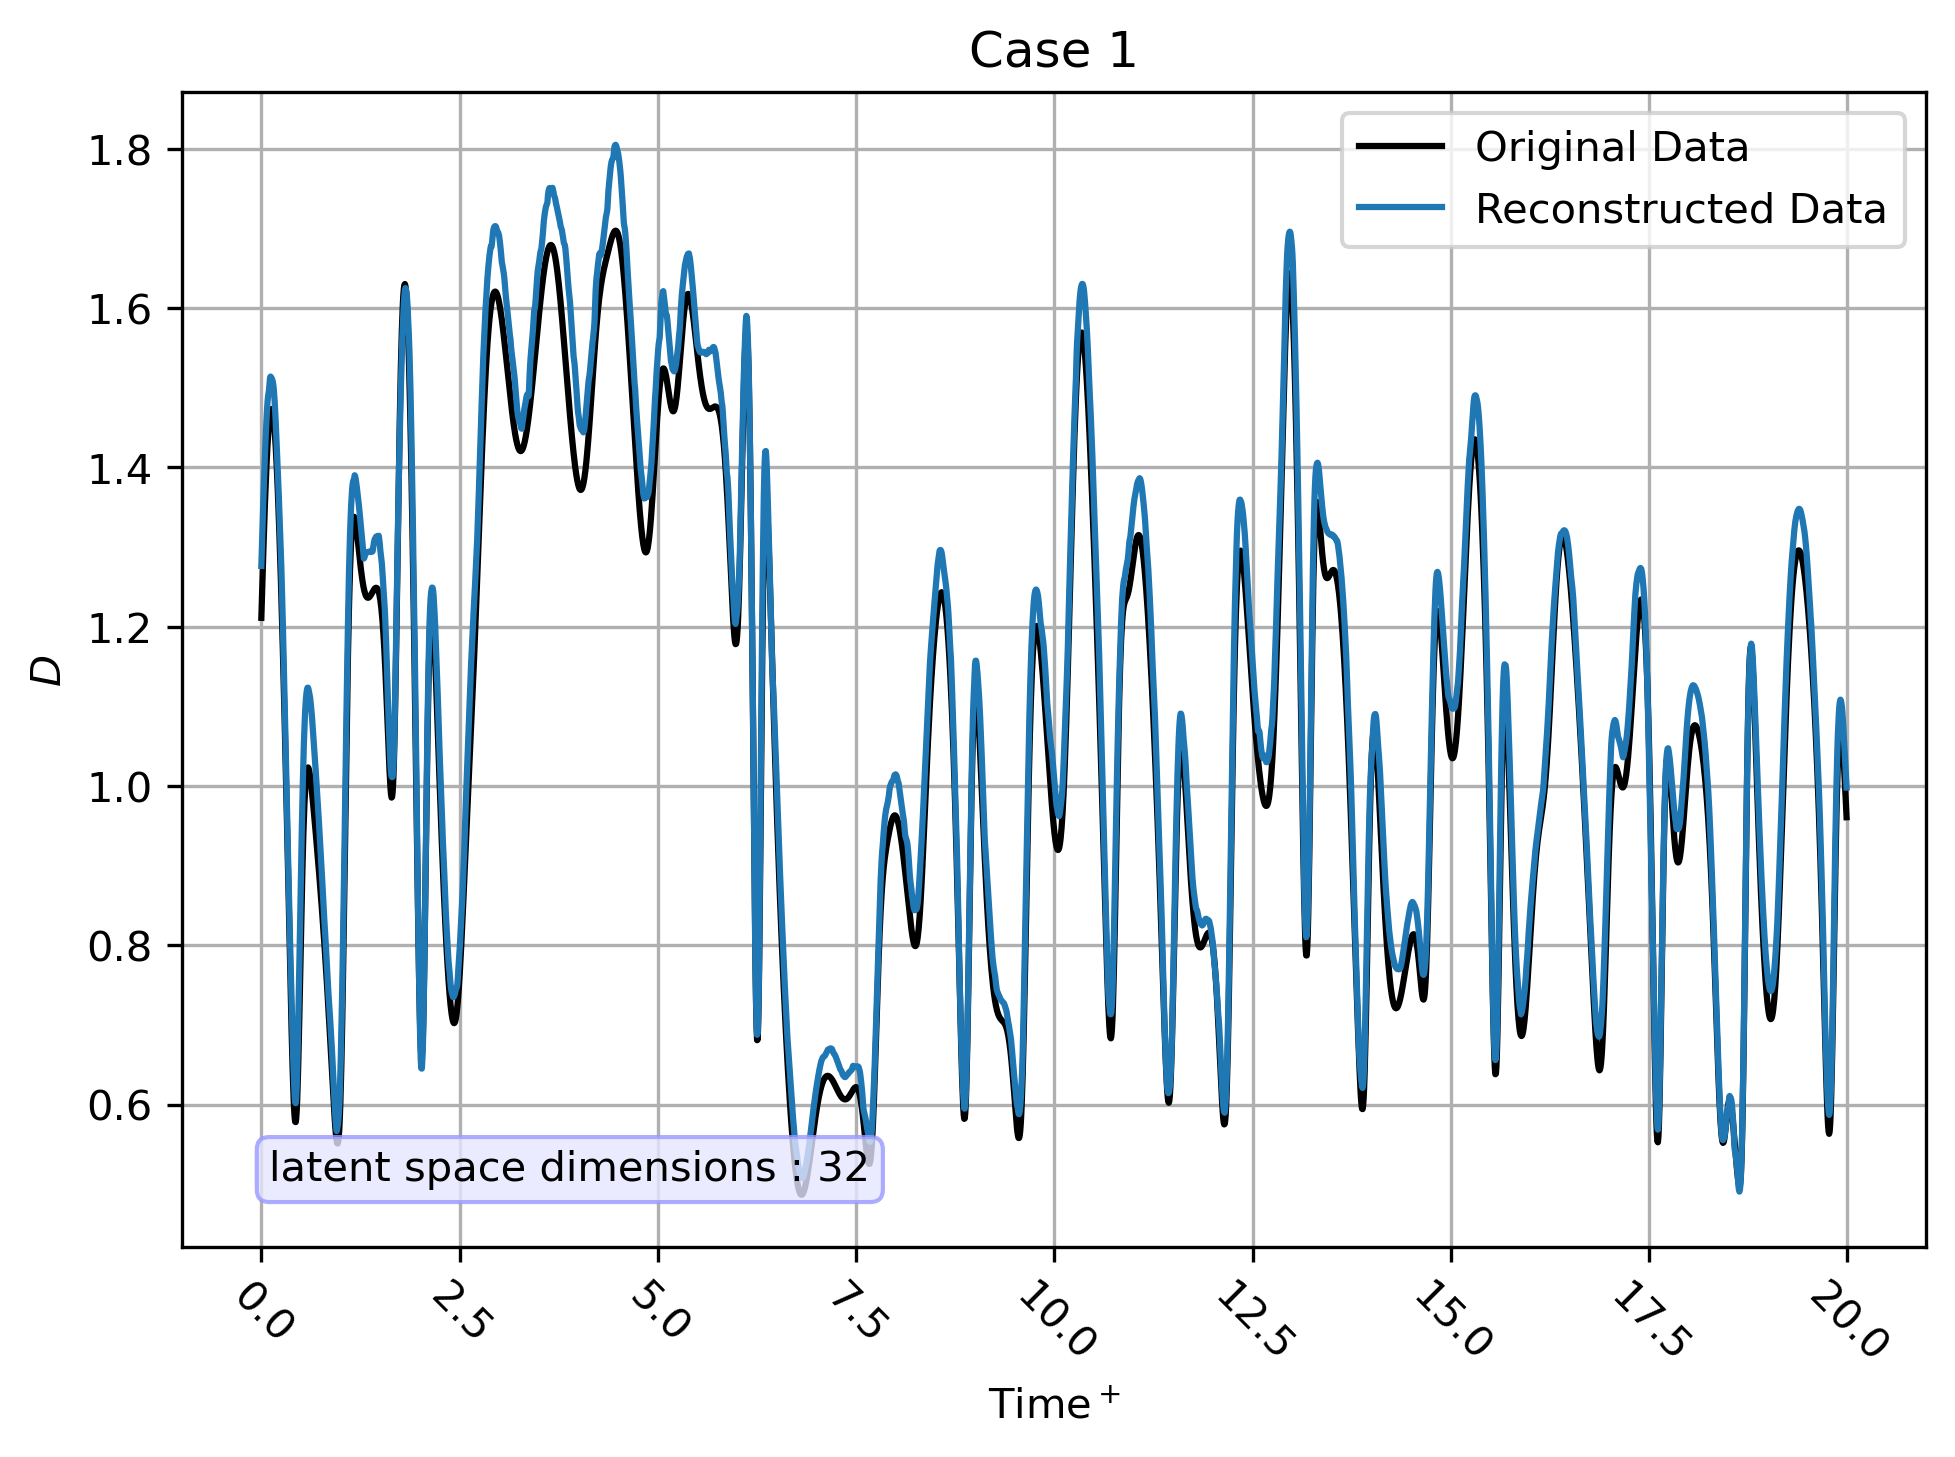 Case 1
Original Data
Reconstructed Data
1.8
1.6
1.4
1.2
1.0
0.8
0.6
D
latent space dimensions : 32
0.0 2.5 5.0 7.5 10.0 12.5 15.0 17.5 20.0
Time⁺